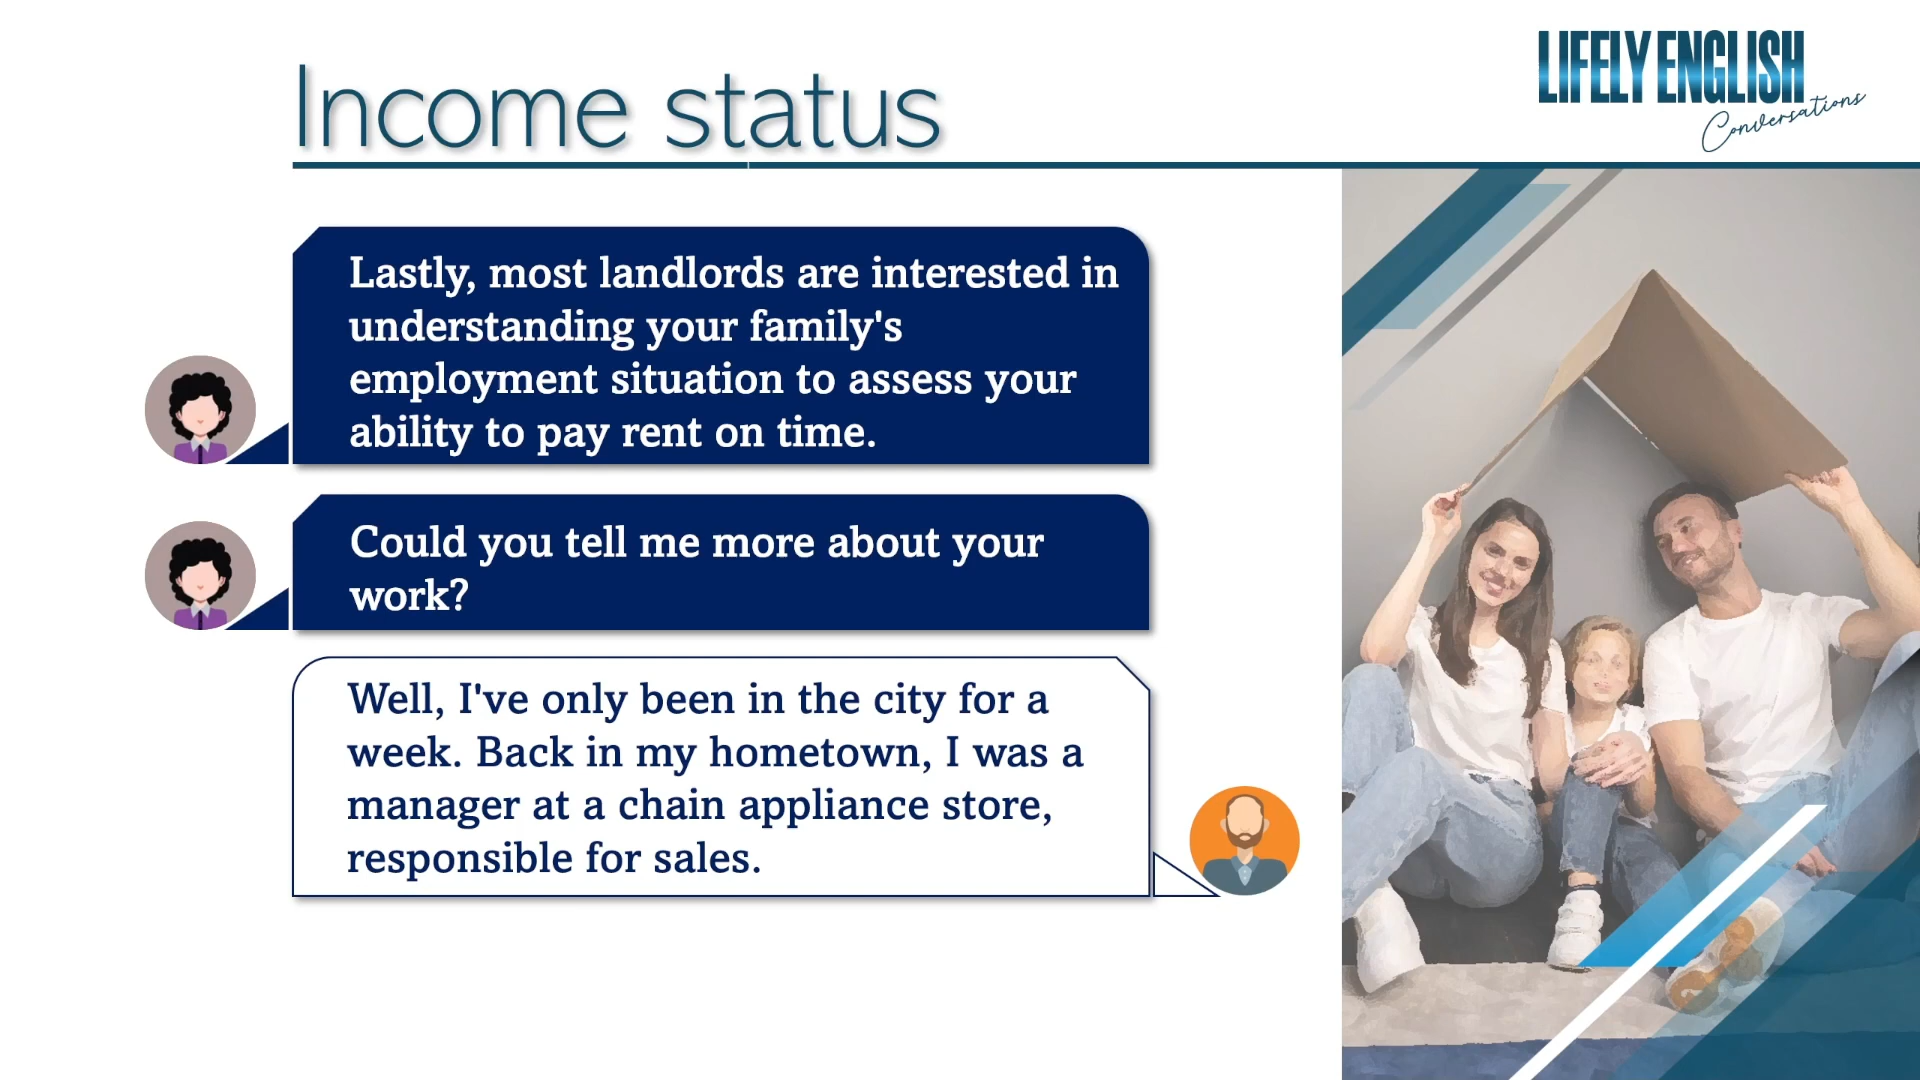 Income status
LIFELY ENGLISH
Conversations
Lastly, most landlords are interested in
understanding your family's
employment situation to assess your
ability to pay rent on time.
Could you tell me more about your
work?
Well, I've only been in the city for a
week. Back in my hometown, I was a
manager at a chain appliance store,
responsible for sales.